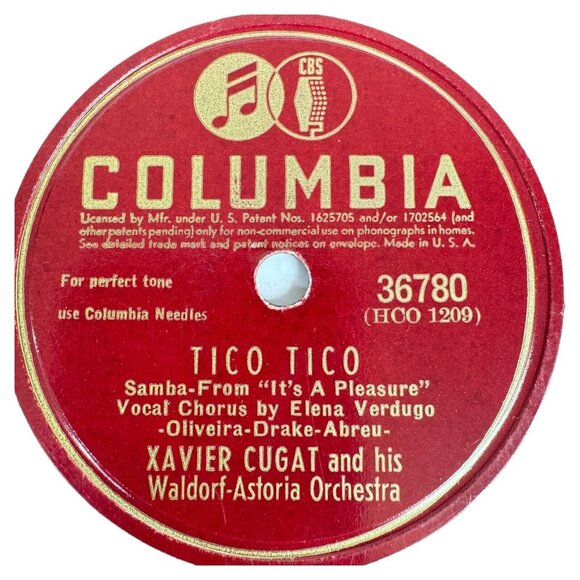 CBS
COLUMBIA
Licensed by Mfr. under U. S. Patent Nos. 1625705 and/or 1702564 (and
other patents pending) only for non-commercial use on phonographs in homes.
See detailed trade mark and patent notices on envelope. Made in U. S. A.
For perfect tone
use Columbia Needles
36780
(HCO 1209)
TICO TICO
Samba-From "It's A Pleasure"
Vocal Chorus by Elena Verdugo
-Oliveira-Drake-Abreu-
XAVIER CUGAT and his
Waldorf-Astoria Orchestra